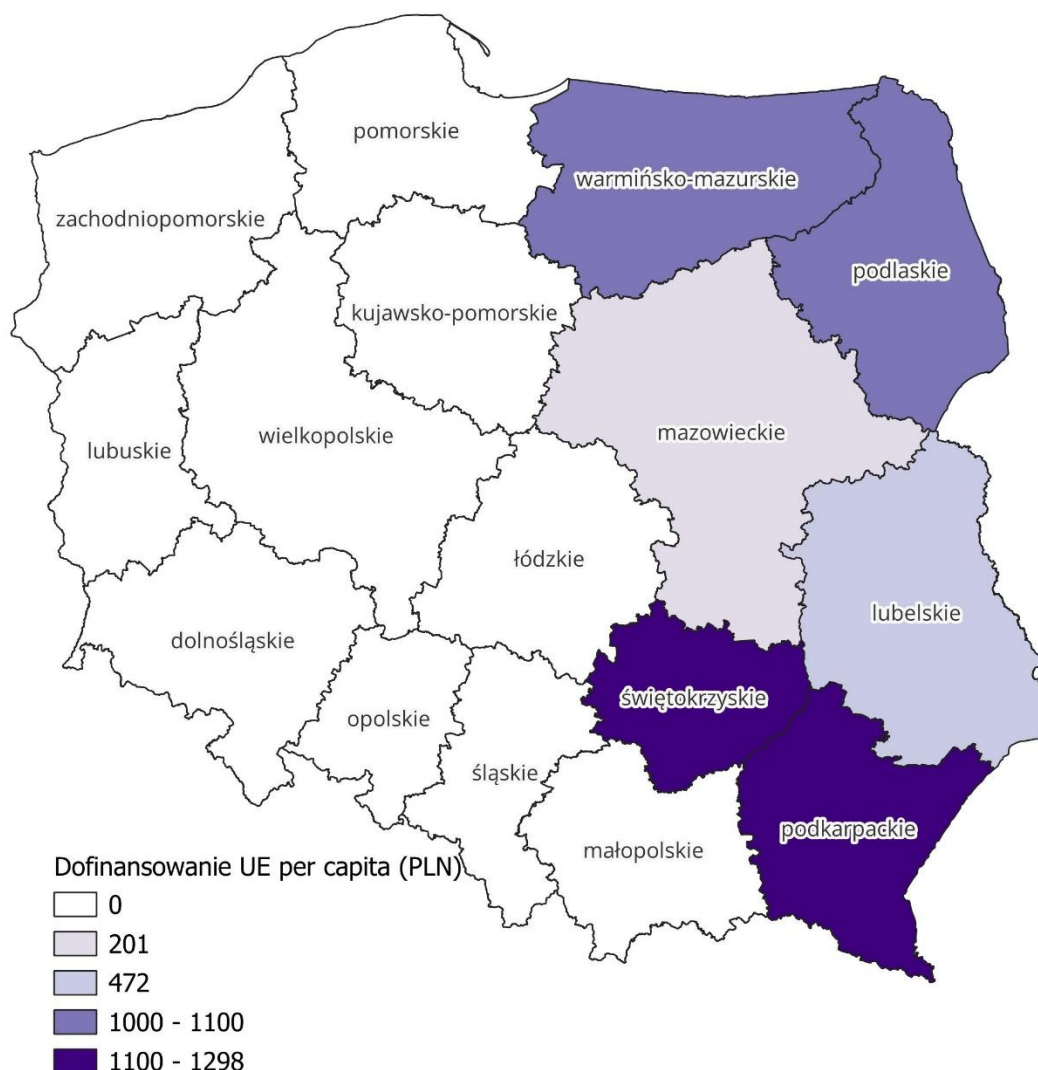 pomorskie
warmińsko-mazurskie
zachodniopomorskie
podlaskie
kujawsko-pomorskie
mazowieckie
wielkopolskie
lubuskie
łódzkie
lubelskie
dolnośląskie
świętokrzyskie
opolskie
śląskie
podkarpackie
małopolskie
Dofinansowanie UE per capita (PLN)
0
201
472
1000 - 1100
1100 - 1298